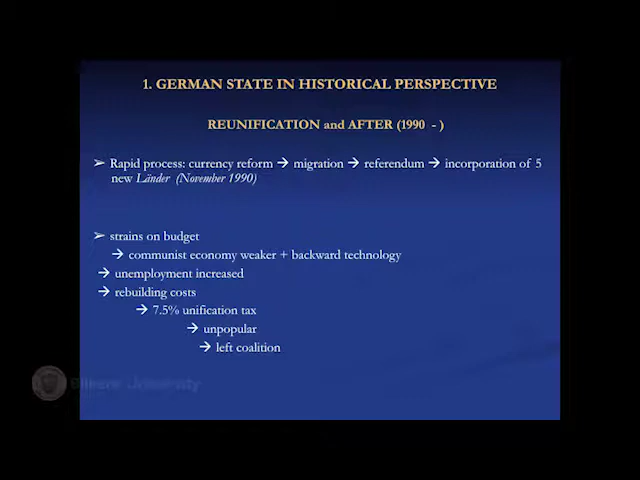 1. GERMAN STATE IN HISTORICAL PERSPECTIVE
REUNIFICATION and AFTER (1990 - )
➢ Rapid process: currency reform → migration → referendum → incorporation of 5
new Länder (November 1990)
➢ strains on budget
→ communist economy weaker + backward technology
→ unemployment increased
→ rebuilding costs
→ 7.5% unification tax
→ unpopular
→ left coalition
University